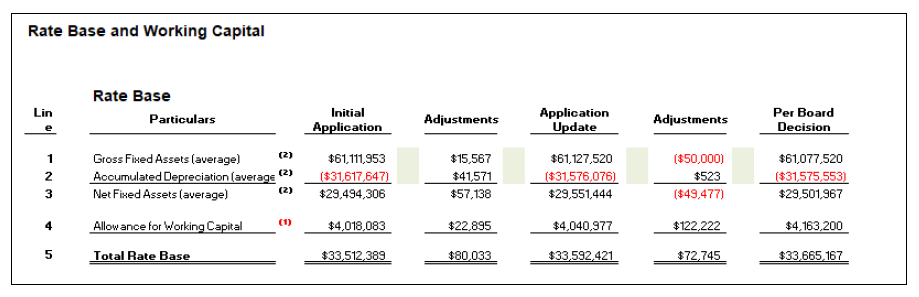 Rate Base and Working Capital
Rate Base
Lin e Particulars Initial Application Adjustments Application Update Adjustments Per Board Decision
1 Gross Fixed Assets (average) (2) $61,111,953 $15,567 $61,127,520 ($50,000) $61,077,520
2 Accumulated Depreciation (average (2) ($31,617,647) $41,571 ($31,576,076) $523 ($31,575,553)
3 Net Fixed Assets (average) (2) $29,494,306 $57,138 $29,551,444 ($49,477) $29,501,967
4 Allowance for Working Capital (1) $4,018,083 $22,895 $4,040,977 $122,222 $4,163,200
5 Total Rate Base $33,512,389 $80,033 $33,592,421 $72,745 $33,665,167